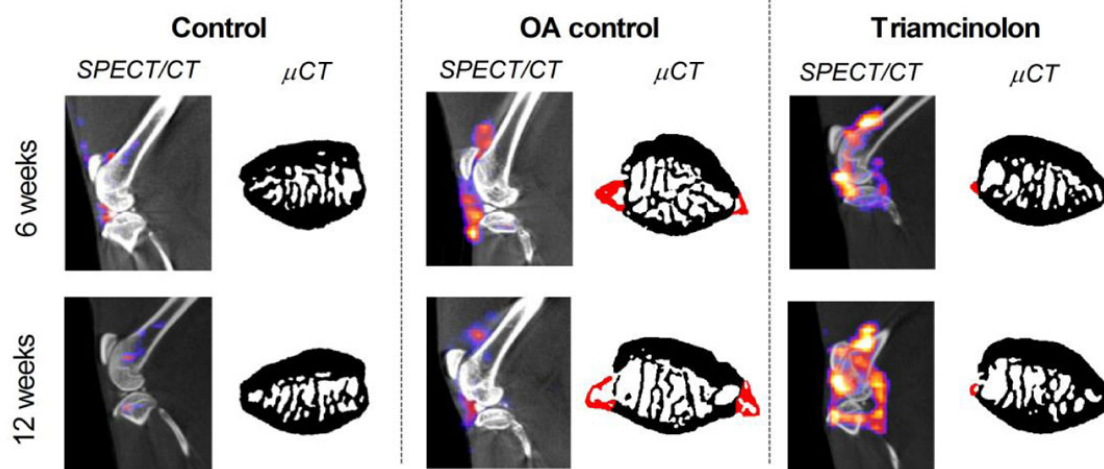 Control OA control Triamcinolon
SPECT/CT μCT SPECT/CT μCT SPECT/CT μCT
6 weeks
12 weeks